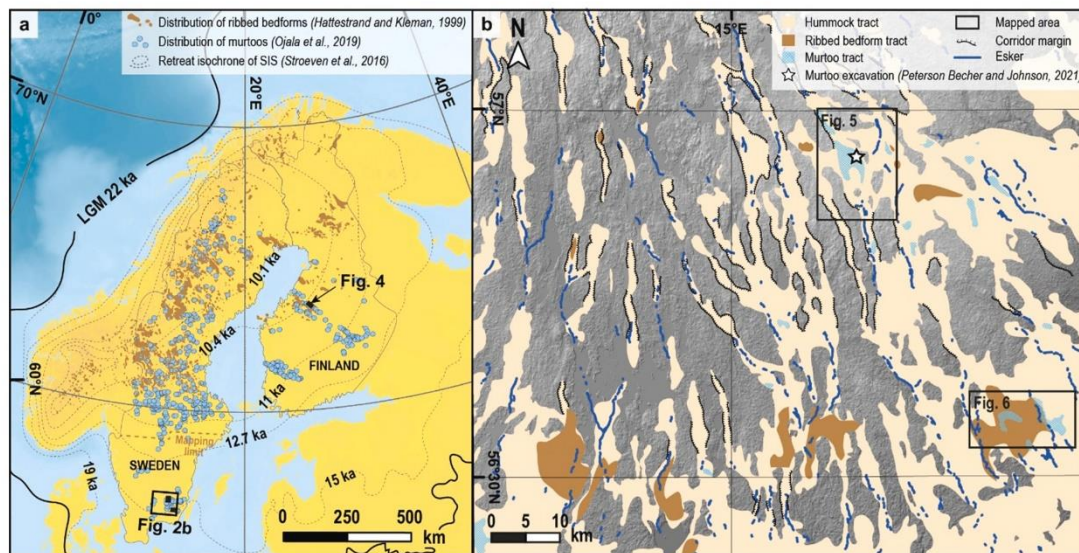 a
Distribution of ribbed bedforms (Hattestrand and Kleman, 1999)
Distribution of murtoos (Ojala et al., 2019)
Retreat isochrone of SIS (Stroeven et al., 2016)
0°
20°E
40°E
70°N
LGM 22 ka
10.1 ka
Fig. 4
10.4 ka
FINLAND
60°N
11 ka
12.7 ka
Mapping
limit
SWEDEN
19 ka
15 ka
Fig. 2b
0 250 500
km
b
N
15°E
Hummock tract
Ribbed bedform tract
Murtoo tract
Murtoo excavation (Peterson Becher and Johnson, 2021)
Mapped area
Corridor margin
Esker
57°N
Fig. 5
Fig. 6
56°30'N
0 5 10
km